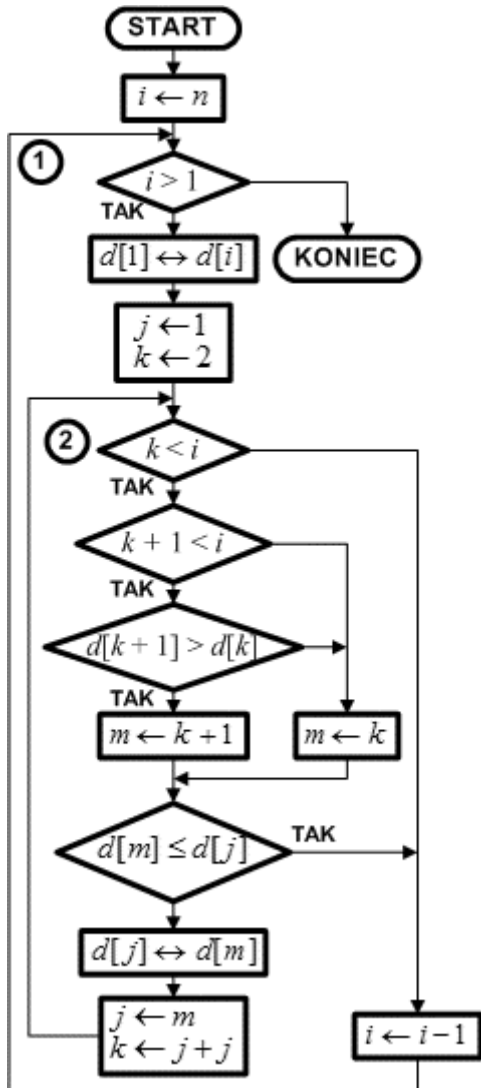 START
i ← n
1
i > 1
TAK
d[1] ↔ d[i]
KONIEC
j ← 1
k ← 2
2
k < i
TAK
k + 1 < i
TAK
d[k + 1] > d[k]
TAK
m ← k + 1
m ← k
d[m] ≤ d[j]
TAK
d[j] ↔ d[m]
j ← m
k ← j + j
i ← i − 1